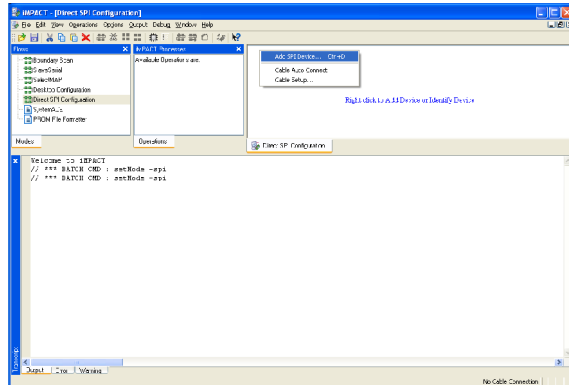 iMPACT - [Direct SPI Configuration]
File Edit View Operations Options Output Debug Window Help
Flows
Boundary Scan
SlaveSerial
SelectMAP
Desktop Configuration
Direct SPI Configuration
SystemACE
PROM File Formatter
Modes
iMPACT Processes
Available Operations are:
Operations
Add SPI Device... Ctrl+D
Cable Auto Connect
Cable Setup...
Right click to Add Device or Identify Device
Direct SPI Configuration
Welcome to iMPACT
// *** BATCH CMD : setMode -spi
// *** BATCH CMD : setMode -spi
Transcript
Output Error Warning
No Cable Connection